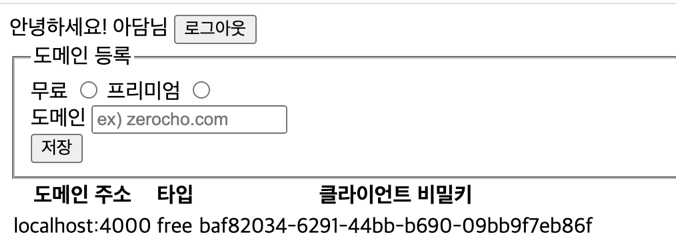 안녕하세요! 아담님 로그아웃
도메인 등록
무료 프리미엄
도메인 ex) zerocho.com
저장
도메인 주소 타입 클라이언트 비밀키
localhost:4000 free baf82034-6291-44bb-b690-09bb9f7eb86f